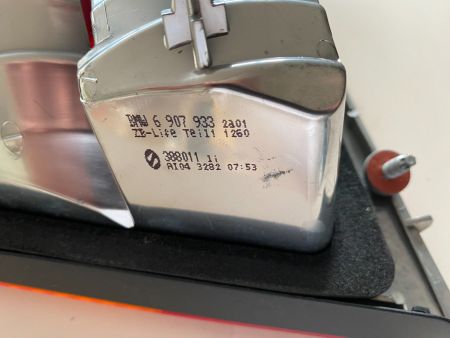 BMW 6 907 933 2a01
ZB-Life Teil1 1260
388011 li
AI04 3282 07:53